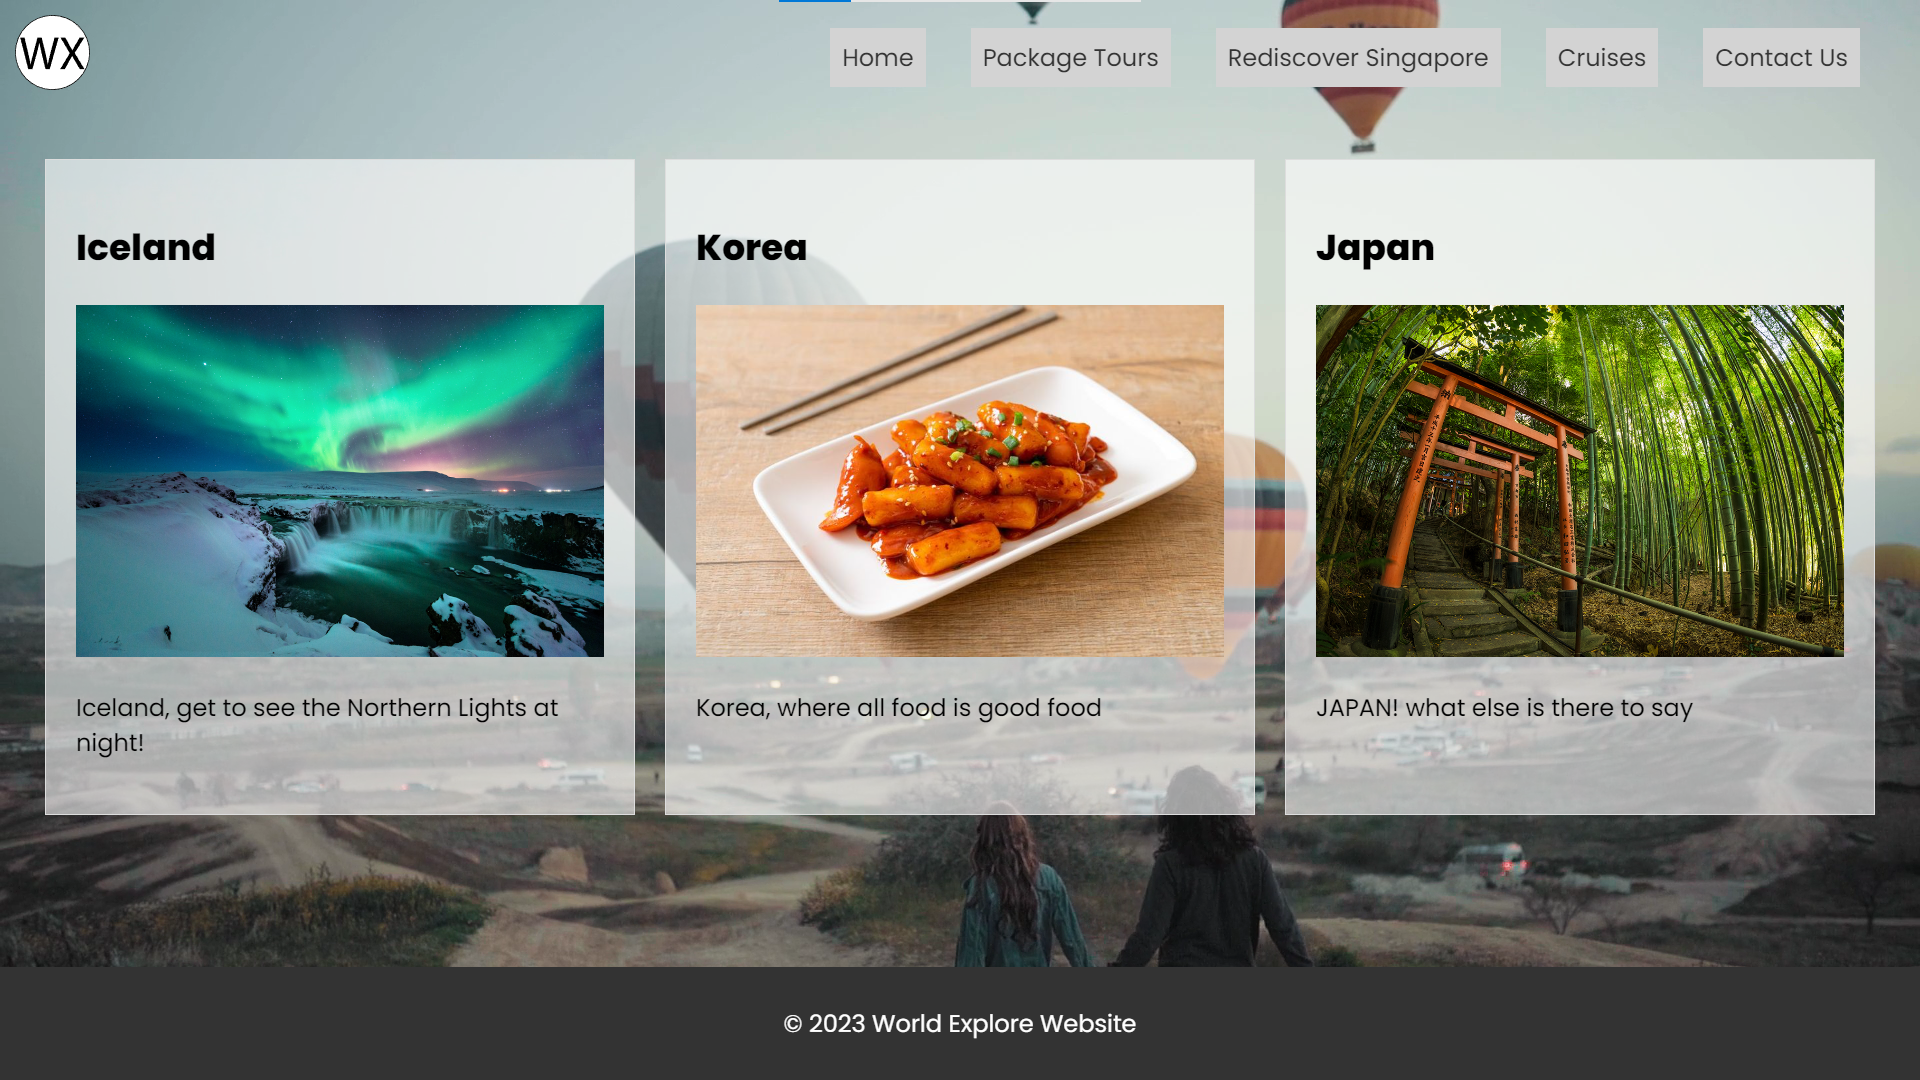 WX
Home
Package Tours
Rediscover Singapore
Cruises
Contact Us
Iceland
Korea
Japan
Iceland, get to see the Northern Lights at
night!
Korea, where all food is good food
JAPAN! what else is there to say
© 2023 World Explore Website